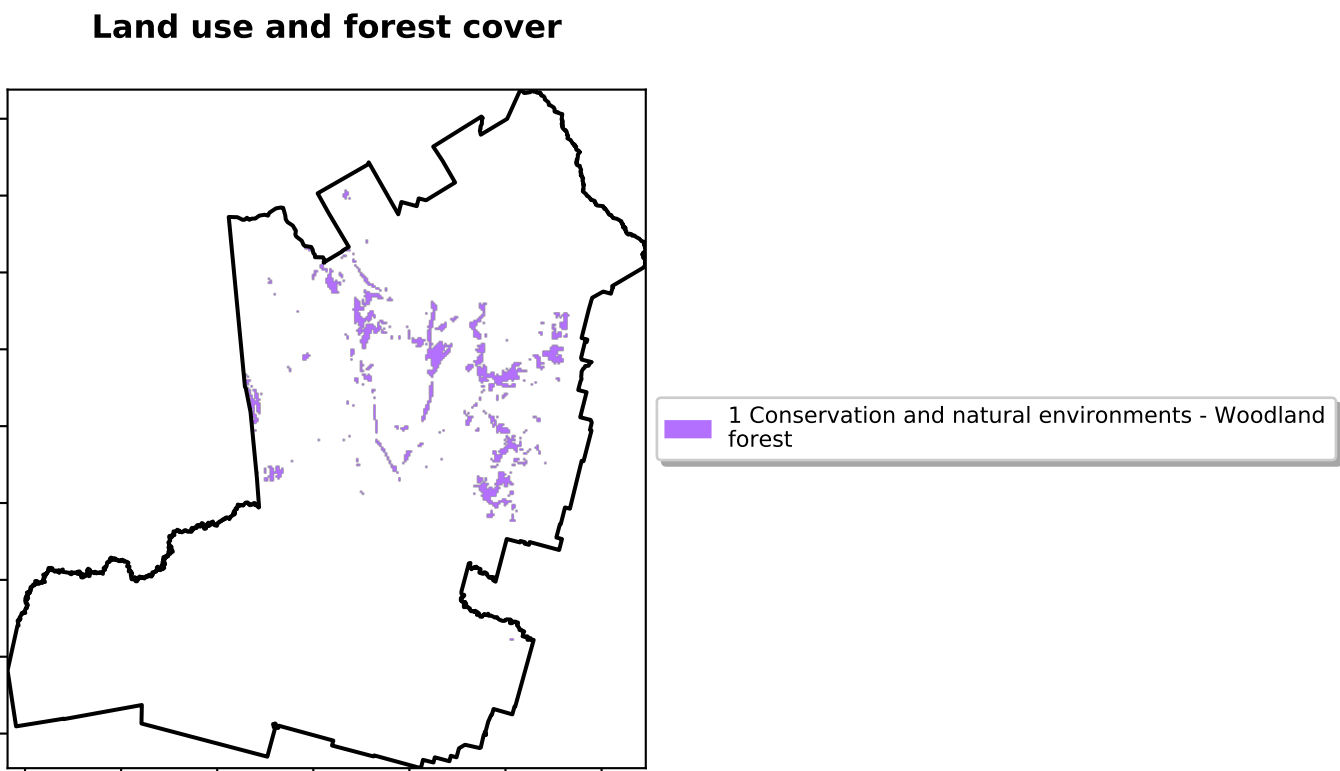 Land use and forest cover
1 Conservation and natural environments - Woodland
forest